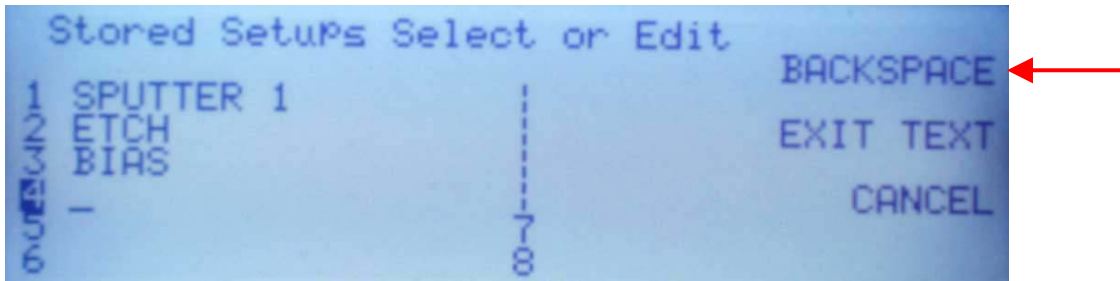 Stored Setups Select or Edit
BACKSPACE
1 SPUTTER 1
2 ETCH
EXIT TEXT
3 BIAS
4 _
CANCEL
5
7
6
8